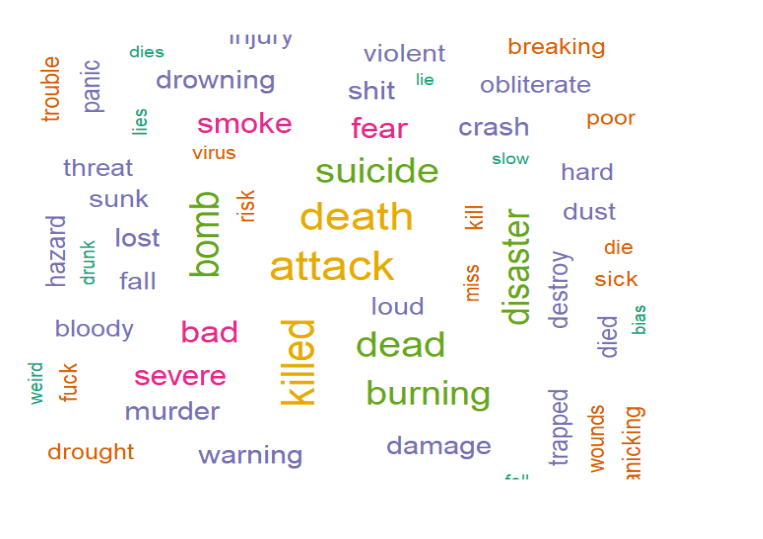 injury
breaking
dies
violent
trouble
panic
drowning
lie
shit
obliterate
lies
smoke
fear
crash
poor
virus
slow
threat
suicide
hard
sunk
bomb
risk
death
kill
dust
hazard
drunk
lost
attack
miss
disaster
destroy
die
fall
sick
loud
bloody
bad
killed
dead
died
bias
weird
fuck
severe
burning
murder
trapped
wounds
anicking
drought
warning
damage